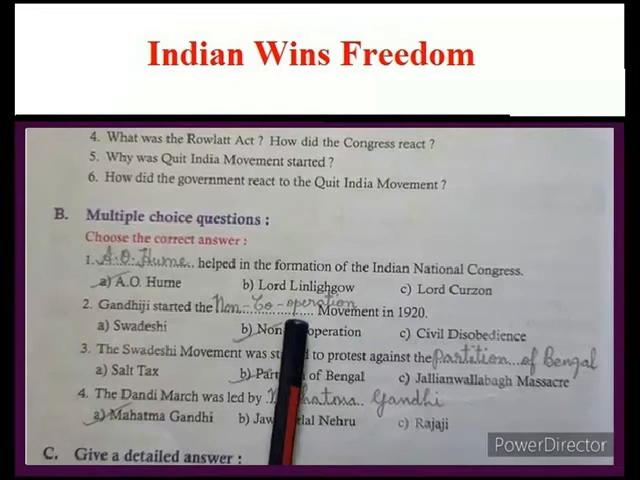 Indian Wins Freedom
4. What was the Rowlatt Act ? How did the Congress react ?
5. Why was Quit India Movement started ?
6. How did the government react to the Quit India Movement ?
B. Multiple choice questions :
Choose the correct answer :
1. A.O. Hume helped in the formation of the Indian National Congress.
a) A.O. Hume b) Lord Linlighgow c) Lord Curzon
2. Gandhiji started the Non-Co-operation Movement in 1920.
a) Swadeshi b) Non operation c) Civil Disobedience
3. The Swadeshi Movement was st d to protest against the Partition of Bengal
a) Salt Tax b) Part of Bengal c) Jallianwallabagh Massacre
4. The Dandi March was led by hatma Gandhi
a) Mahatma Gandhi b) Jaw lal Nehru c) Rajaji
C. Give a detailed answer :
PowerDirector